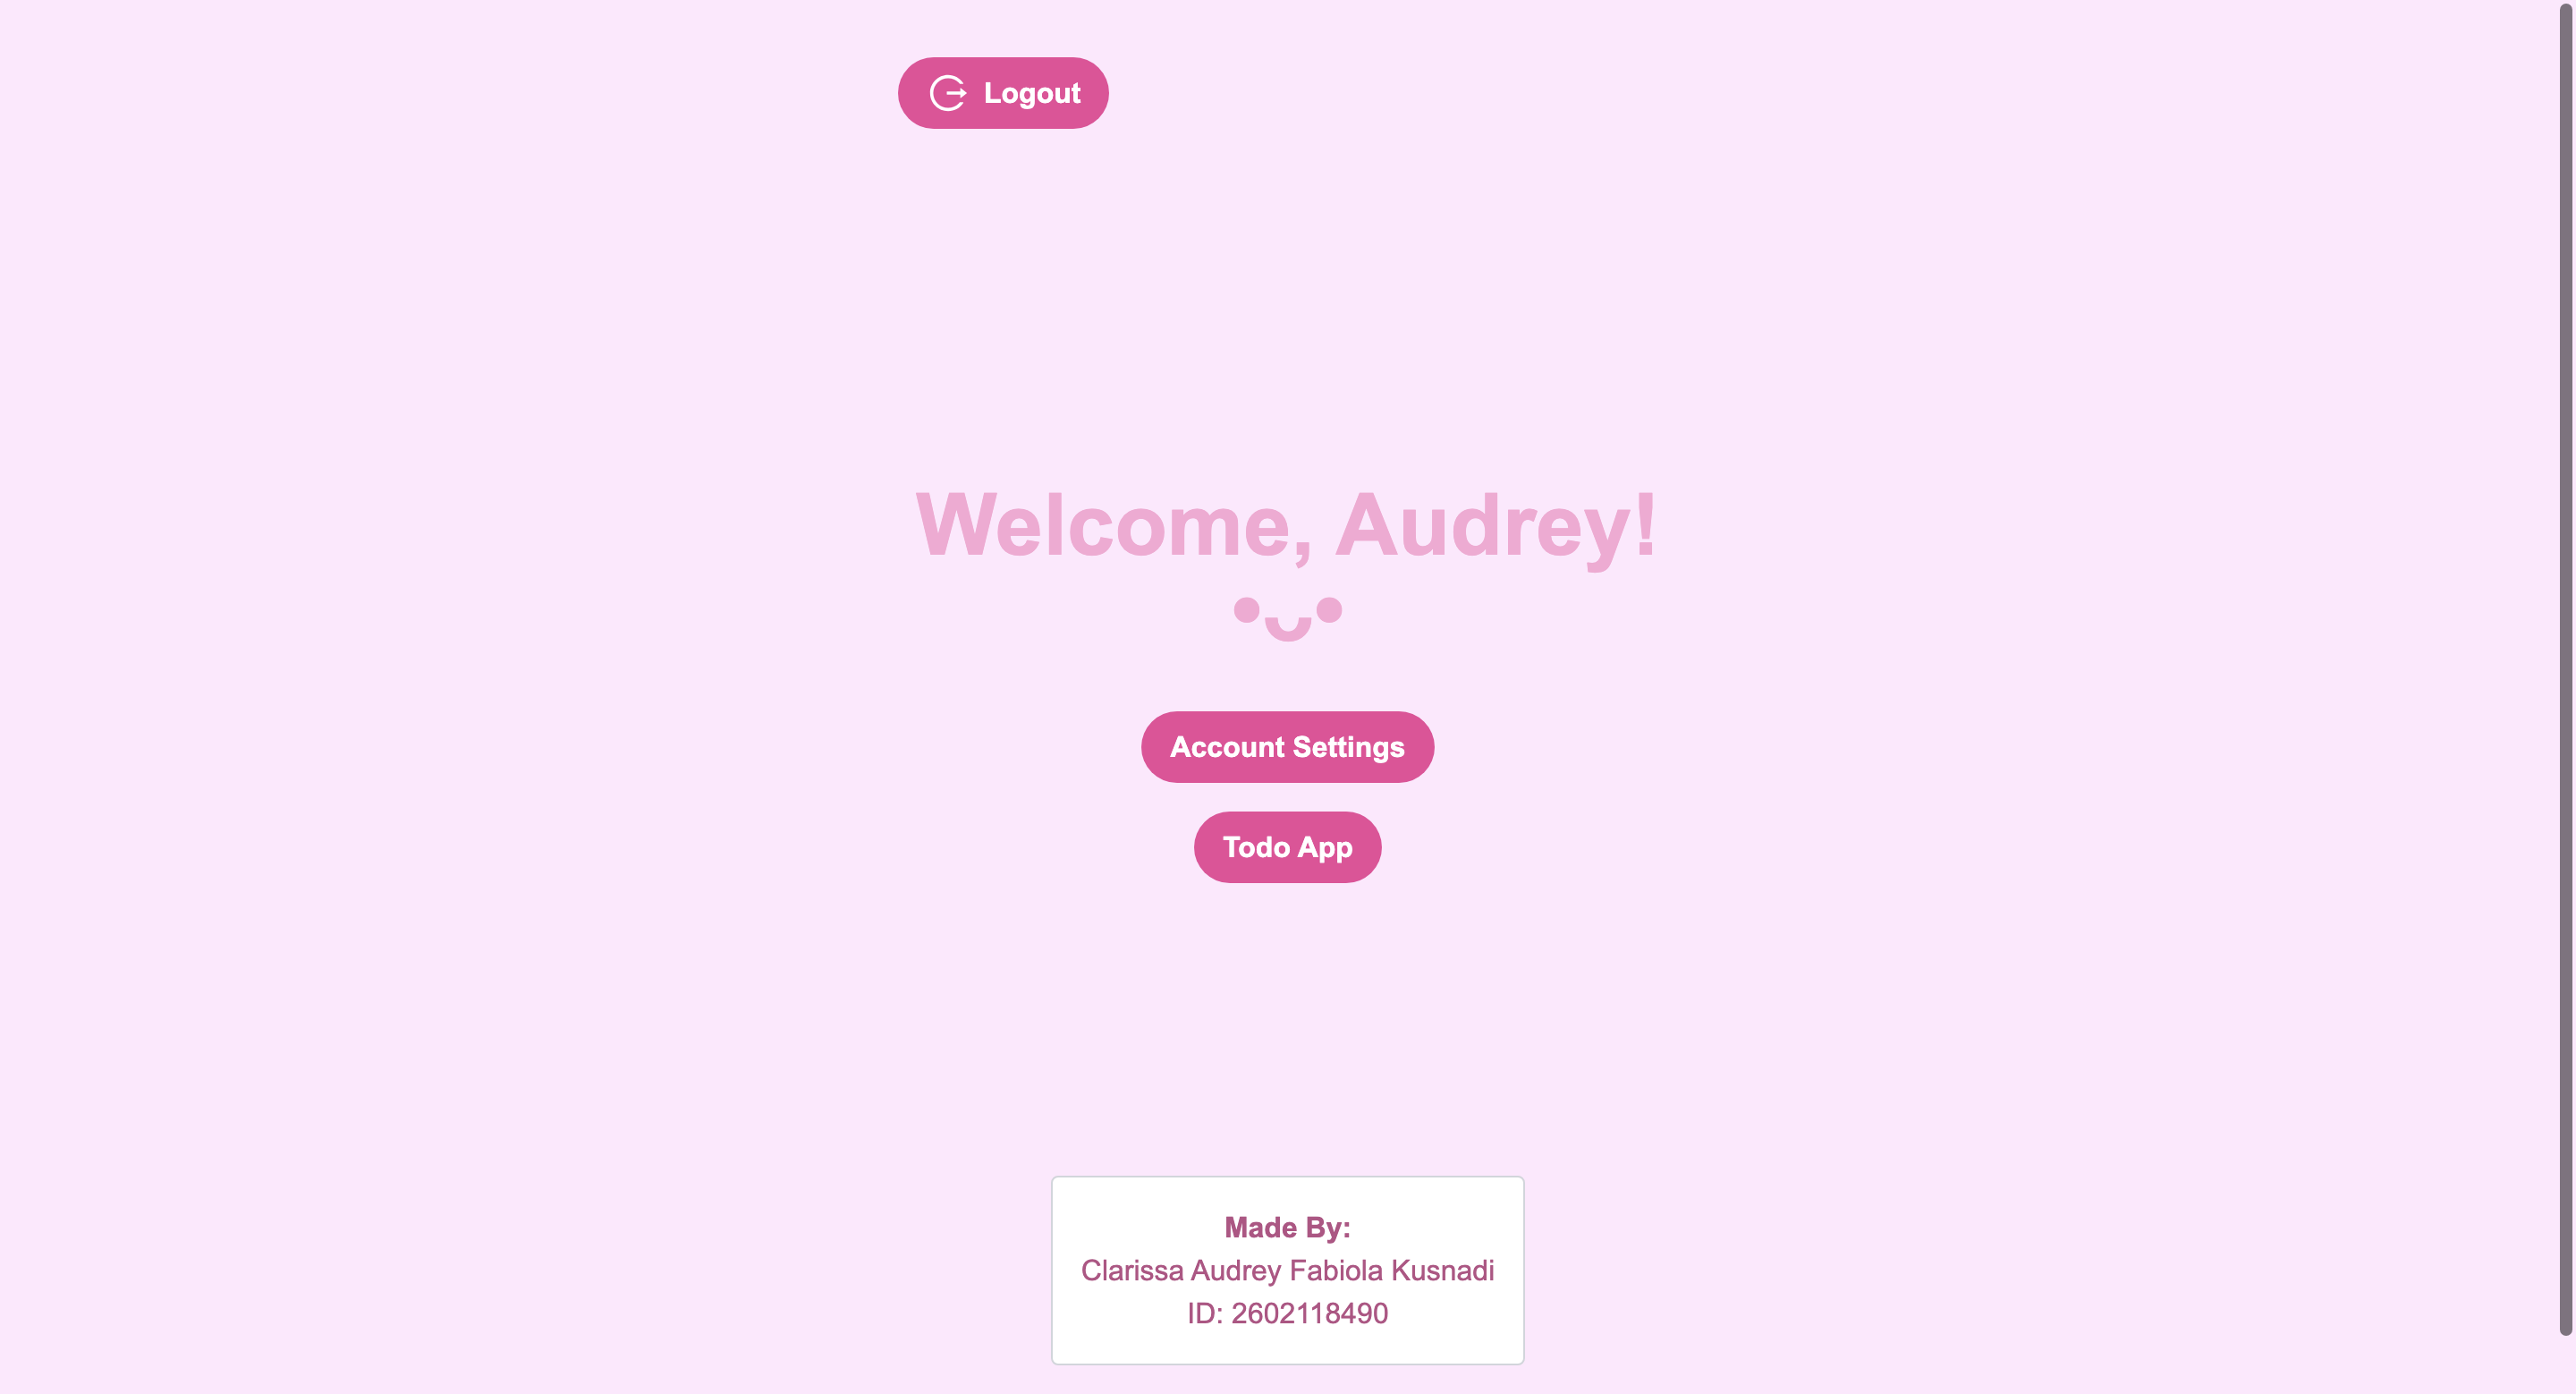 Logout
Welcome, Audrey!
•ᴗ•
Account Settings
Todo App
Made By:
Clarissa Audrey Fabiola Kusnadi
ID: 2602118490